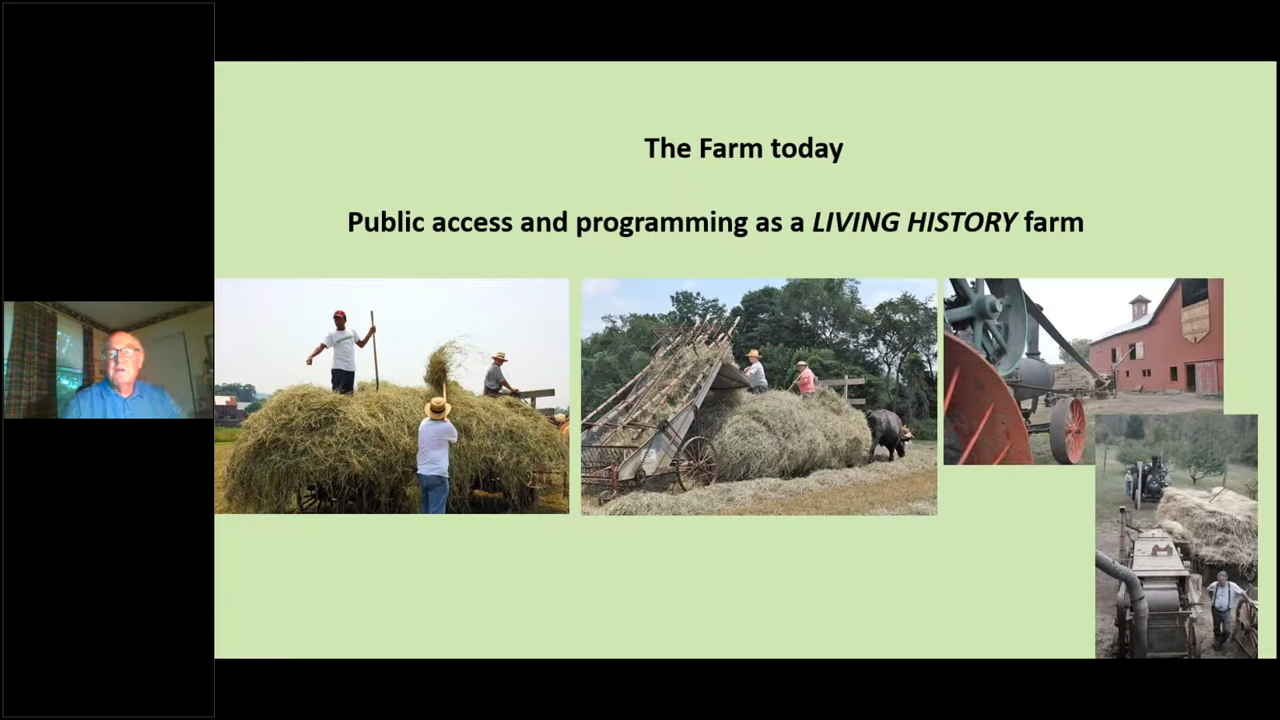 The Farm today
Public access and programming as a LIVING HISTORY farm